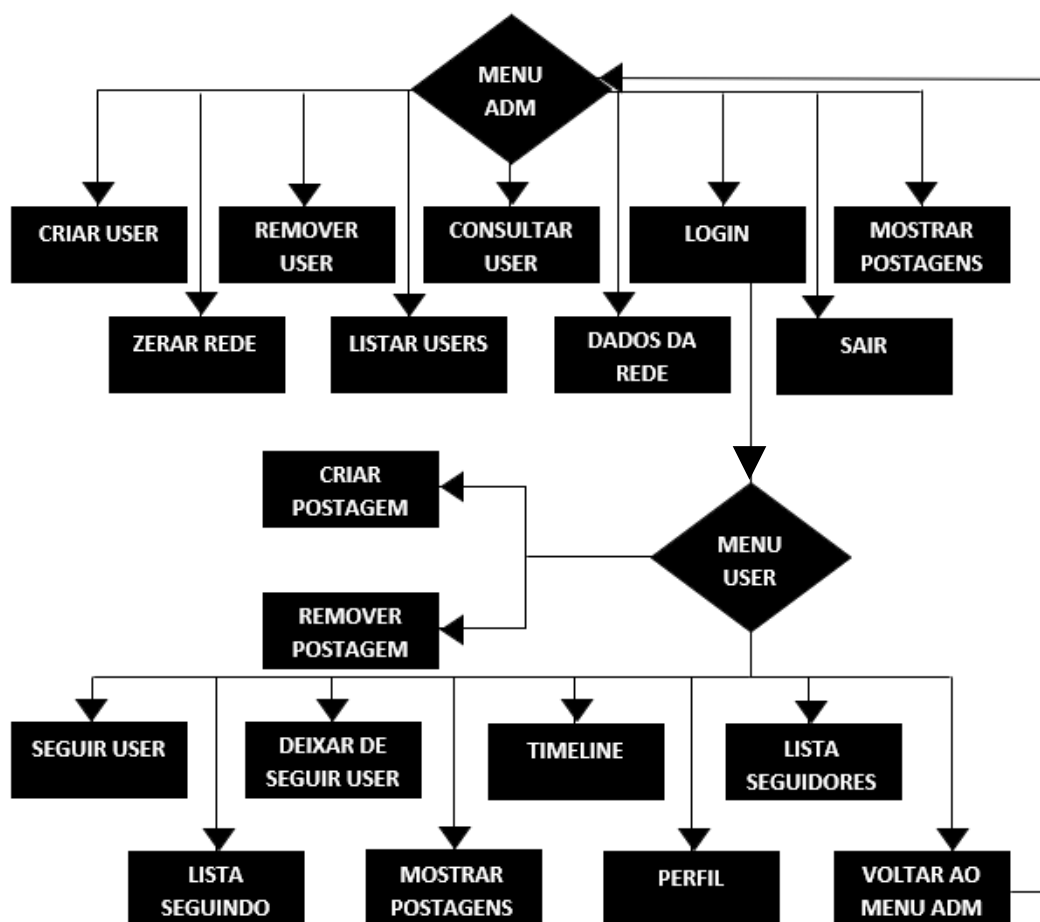 MENU
ADM
CRIAR USER
REMOVER
USER
CONSULTAR
USER
LOGIN
MOSTRAR
POSTAGENS
ZERAR REDE
LISTAR USERS
DADOS DA
REDE
SAIR
CRIAR
POSTAGEM
MENU
USER
REMOVER
POSTAGEM
SEGUIR USER
DEIXAR DE
SEGUIR USER
TIMELINE
LISTA
SEGUIDORES
LISTA
SEGUINDO
MOSTRAR
POSTAGENS
PERFIL
VOLTAR AO
MENU ADM